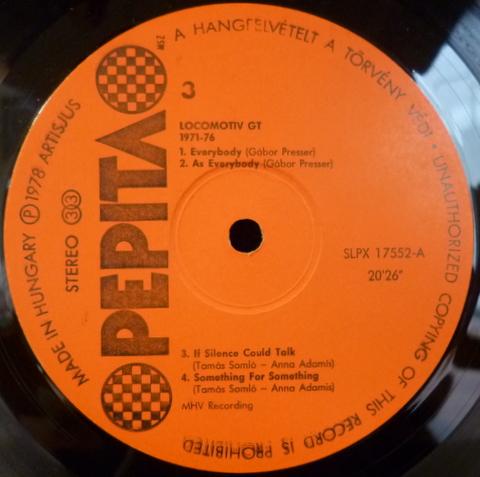 A HANGFELVÉTELT A TÖRVÉNY VÉDI • UNAUTHORIZED COPYING OF THIS RECORD IS PROHIBITED
MADE IN HUNGARY Ⓟ 1978 ARTISJUS
STEREO 33
PEPITA
MSZ
3
LOCOMOTIV GT
1971-76
1. Everybody (Gábor Presser)
2. As Everybody (Gábor Presser)
SLPX 17552-A
20'26"
3. If Silence Could Talk
(Tamás Somló – Anna Adamis)
4. Something For Something
(Tamás Somló – Anna Adamis)
MHV Recording